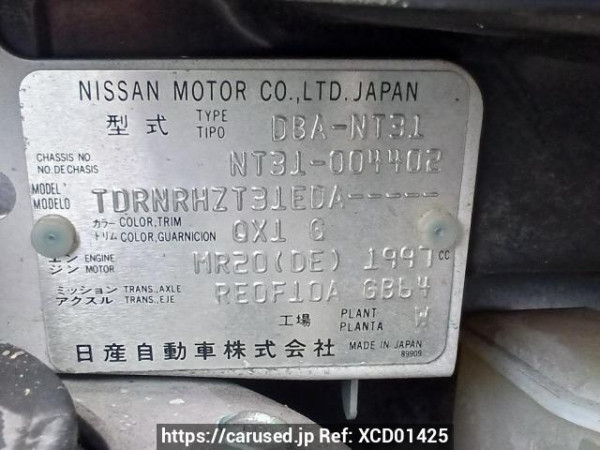 NISSAN MOTOR CO., LTD. JAPAN
型式 TYPE TIPO DBA-NT31
CHASSIS NO. NO. DE CHASIS NT31-004402
MODEL MODELO TDRNRHZT31EDA-----
カラー COLOR, TRIM
トリム COLOR, GUARNICION QX1 G
エンジン ENGINE MOTOR MR20(DE) 1997 CC
ミッション TRANS., AXLE
アクスル TRANS., EJE RE0F10A GB64
工場 PLANT PLANTA W
日産自動車株式会社 MADE IN JAPAN
89909
https://carused.jp Ref: XCD01425